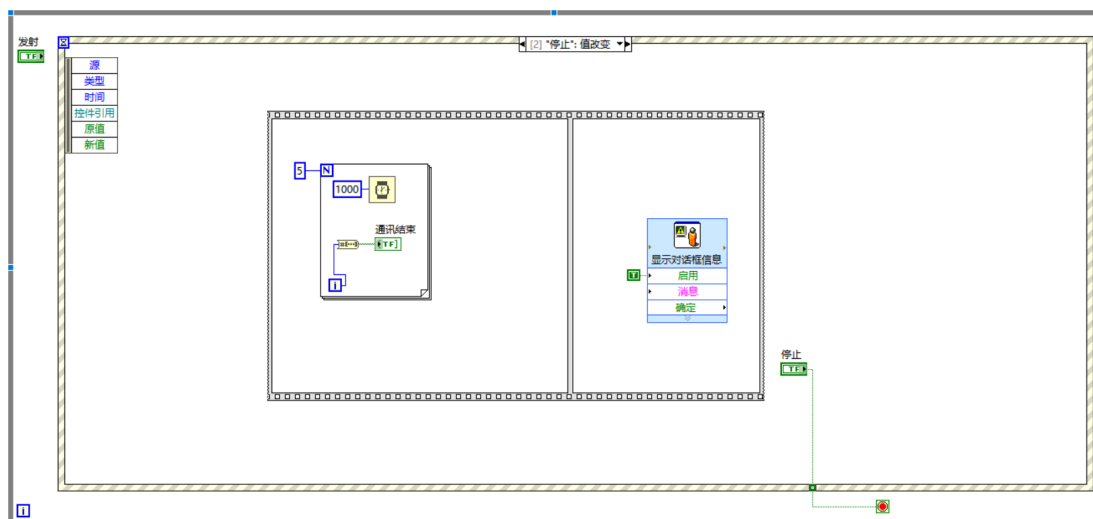 发射
TF
[2] "停止": 值改变
源
类型
时间
控件引用
原值
新值
5
N
1000
通讯结束
TF
i
显示对话框信息
T
启用
消息
确定
停止
TF
i